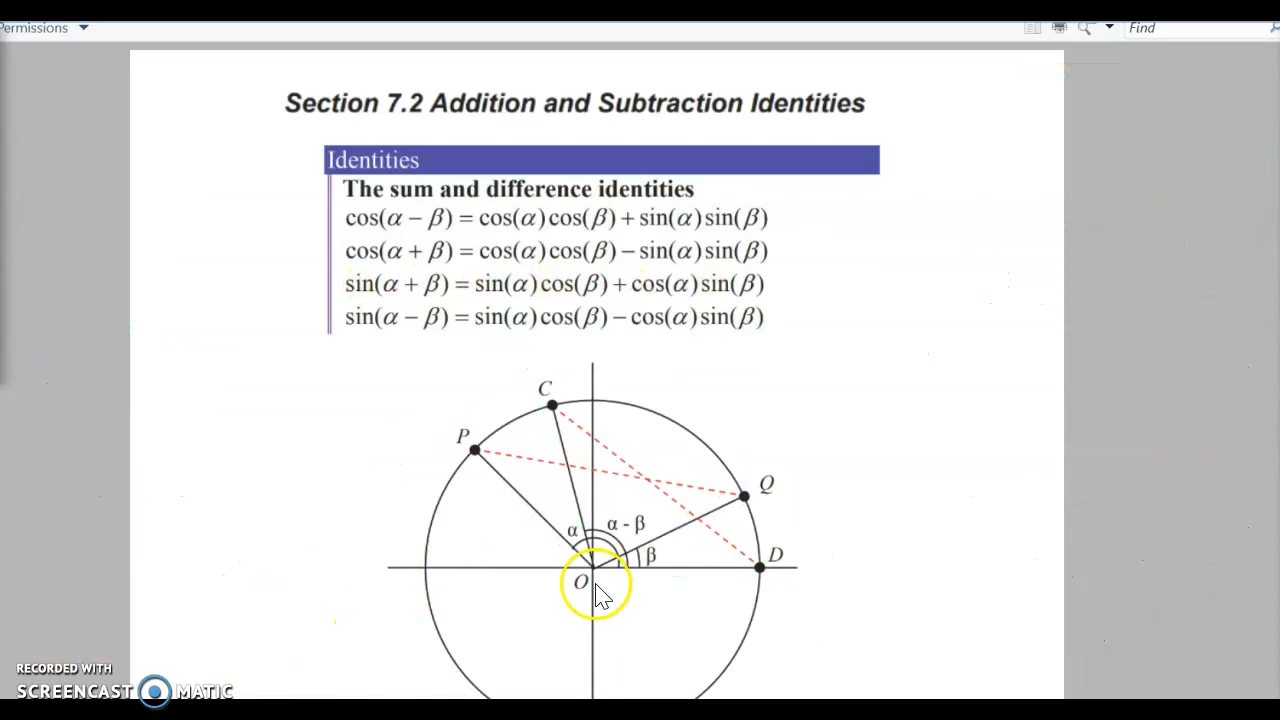 Permissions
Find
Section 7.2 Addition and Subtraction Identities
Identities
The sum and difference identities
cos(α − β) = cos(α)cos(β) + sin(α)sin(β)
cos(α + β) = cos(α)cos(β) − sin(α)sin(β)
sin(α + β) = sin(α)cos(β) + cos(α)sin(β)
sin(α − β) = sin(α)cos(β) − cos(α)sin(β)
C
P
Q
α
α - β
β
D
O
RECORDED WITH
SCREENCAST MATIC